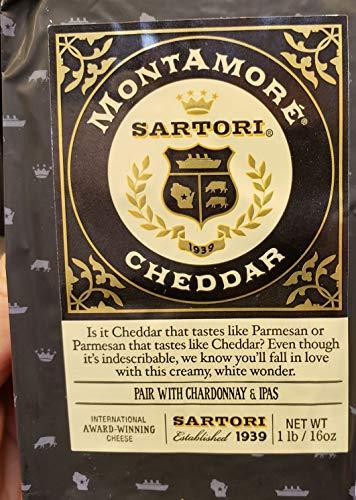 MONTAMORÉ®
SARTORI®
1939
CHEDDAR
Is it Cheddar that tastes like Parmesan or
Parmesan that tastes like Cheddar? Even though
it's indescribable, we know you'll fall in love
with this creamy, white wonder.
PAIR WITH CHARDONNAY & IPAS
INTERNATIONAL
AWARD-WINNING
CHEESE
SARTORI
Established 1939
NET WT
1 lb / 16oz